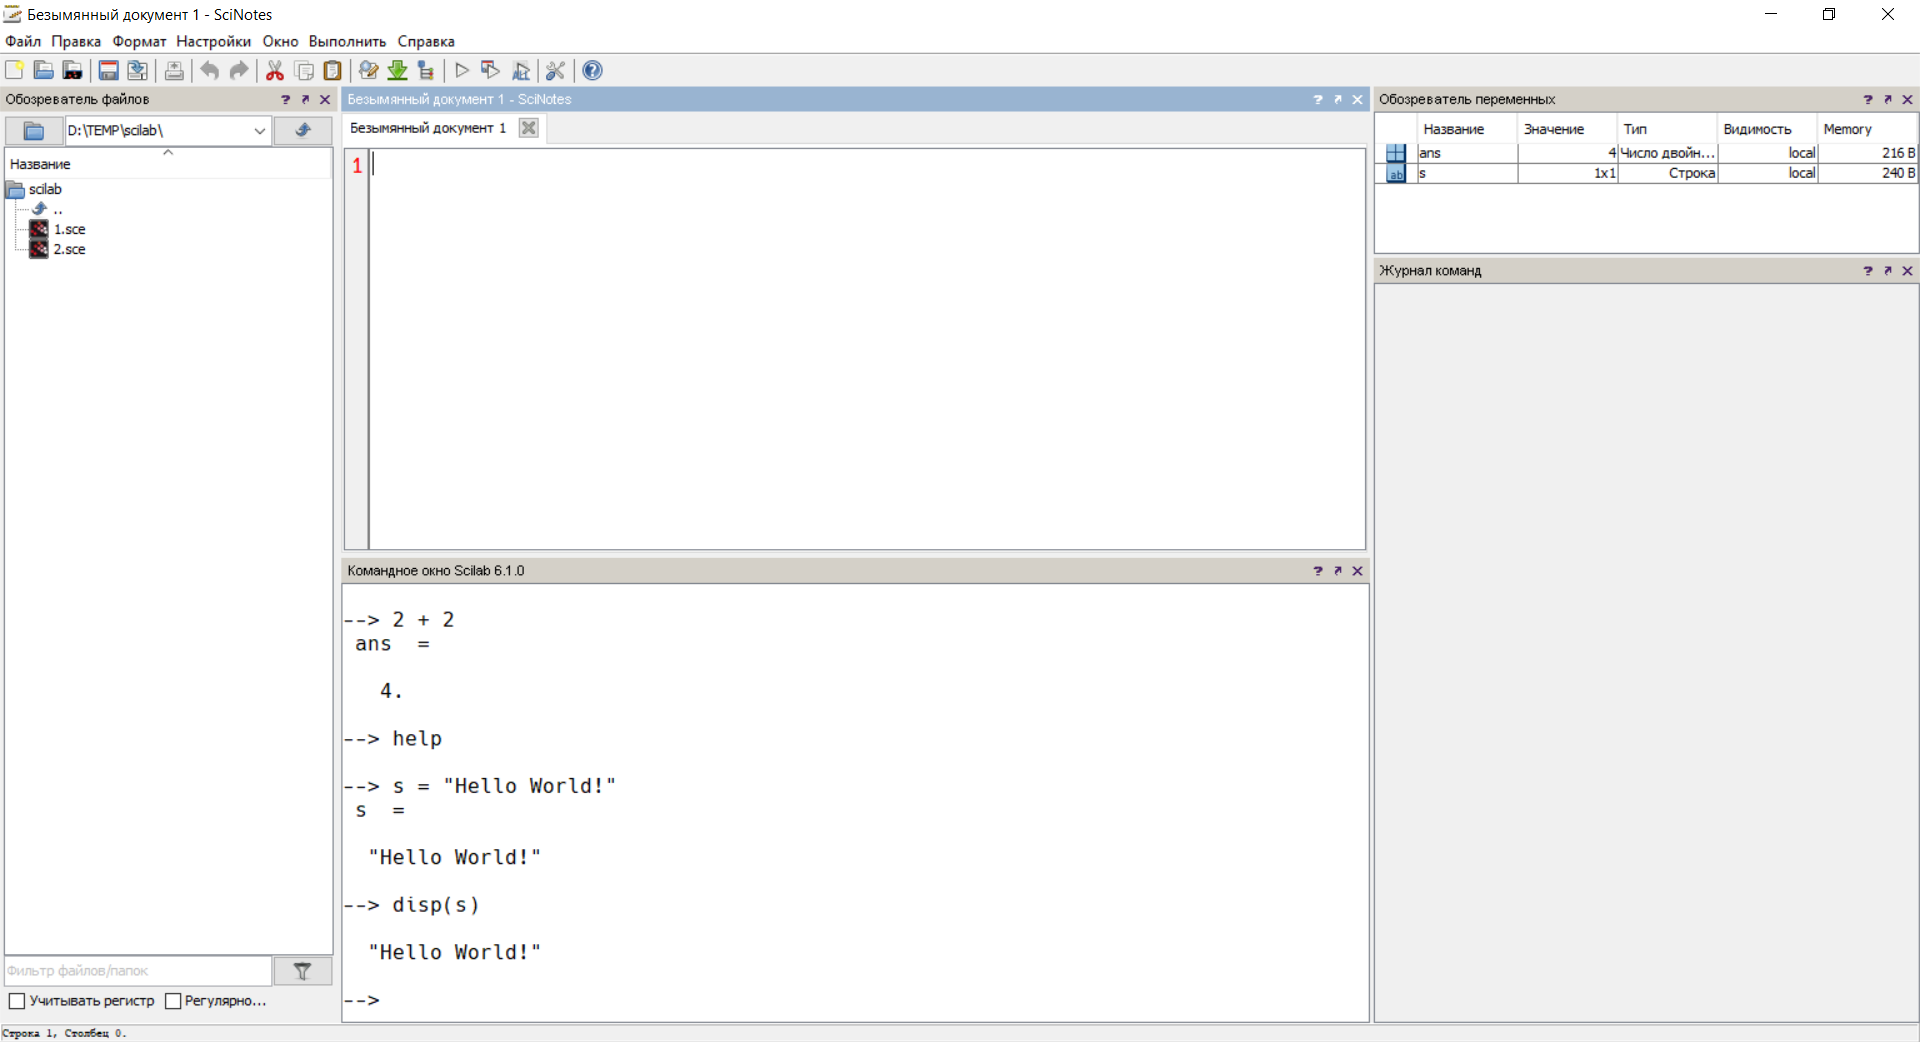 Безымянный документ 1 - SciNotes
Файл Правка Формат Настройки Окно Выполнить Справка
Обозреватель файлов
D:\TEMP\scilab\
Название
scilab
..
1.sce
2.sce
Фильтр файлов/папок
Учитывать регистр Регулярно...
Безымянный документ 1 - SciNotes
Безымянный документ 1
1
Командное окно Scilab 6.1.0
--> 2 + 2
ans =
4.
--> help
--> s = "Hello World!"
s =
"Hello World!"
--> disp(s)
"Hello World!"
-->
Обозреватель переменных
Название Значение Тип Видимость Memory
ans 4 Число двойн... local 216 B
s 1x1 Строка local 240 B
Журнал команд
Строка 1, Столбец 0.